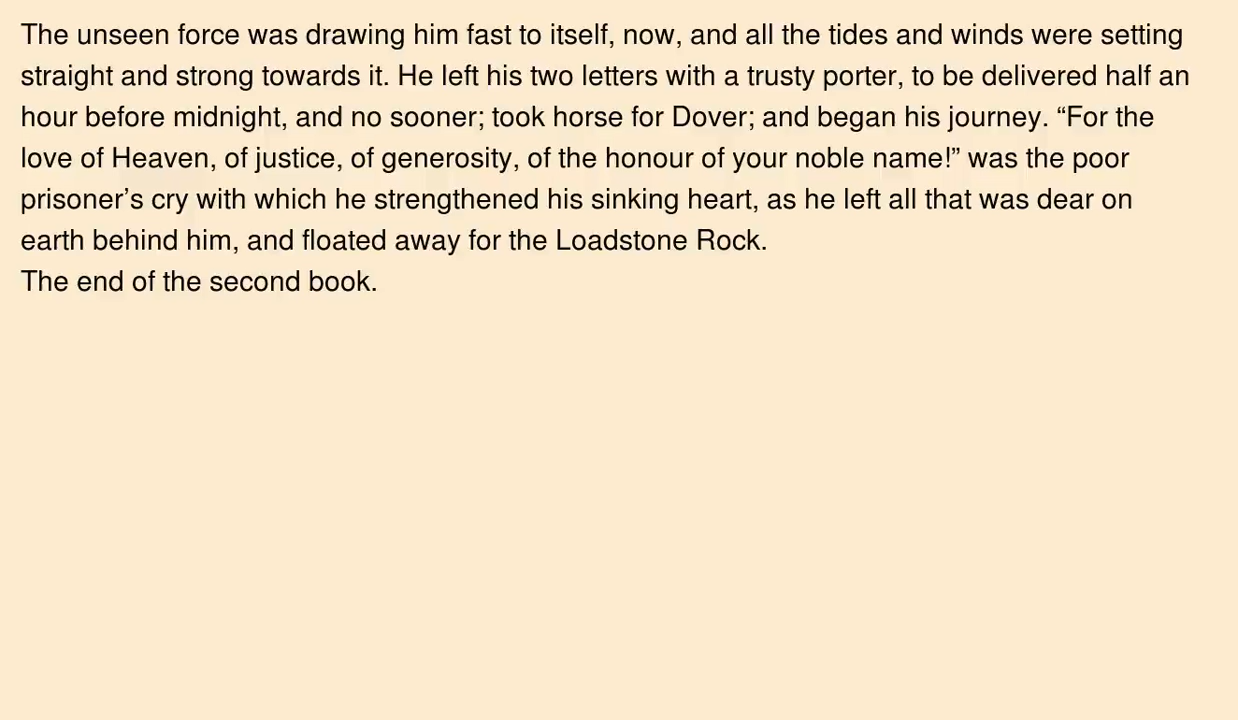 The unseen force was drawing him fast to itself, now, and all the tides and winds were setting
straight and strong towards it. He left his two letters with a trusty porter, to be delivered half an
hour before midnight, and no sooner; took horse for Dover; and began his journey. “For the
love of Heaven, of justice, of generosity, of the honour of your noble name!” was the poor
prisoner’s cry with which he strengthened his sinking heart, as he left all that was dear on
earth behind him, and floated away for the Loadstone Rock.
The end of the second book.